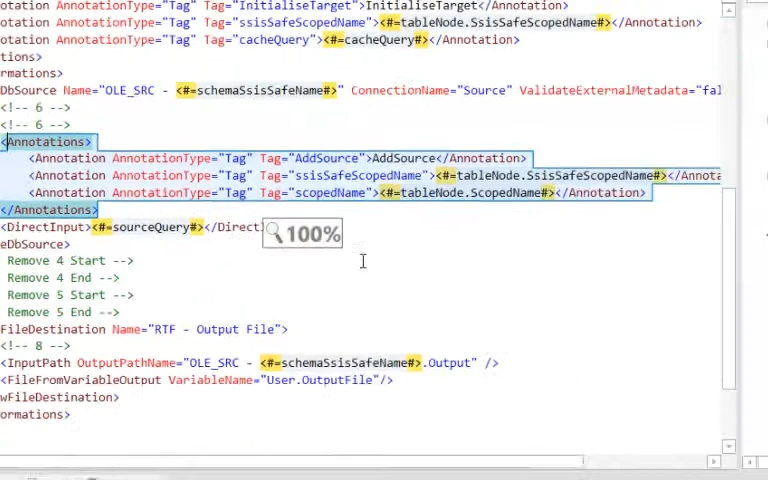 otation AnnotationType="Tag" Tag="InitialiseTarget">InitialiseTarget</Annotation>
otation AnnotationType="Tag" Tag="ssisSafeScopedName"><#=tableNode.SsisSafeScopedName#></Annotation>
otation AnnotationType="Tag" Tag="cacheQuery"><#=cacheQuery#></Annotation>
tions>
rmations>
DbSource Name="OLE_SRC - <#=schemaSsisSafeName#>" ConnectionName="Source" ValidateExternalMetadata="fal
<!-- 6 -->
<!-- 6 -->
<Annotations>
<Annotation AnnotationType="Tag" Tag="AddSource">AddSource</Annotation>
<Annotation AnnotationType="Tag" Tag="ssisSafeScopedName"><#=tableNode.SsisSafeScopedName#></Annota
<Annotation AnnotationType="Tag" Tag="scopedName"><#=tableNode.ScopedName#></Annotation>
</Annotations>
<DirectInput><#=sourceQuery#></Directi
100%
eDbSource>
Remove 4 Start -->
Remove 4 End -->
Remove 5 Start -->
Remove 5 End -->
FileDestination Name="RTF - Output File">
<!-- 8 -->
<InputPath OutputPathName="OLE_SRC - <#=schemaSsisSafeName#>.Output" />
<FileFromVariableOutput VariableName="User.OutputFile"/>
wFileDestination>
ormations>